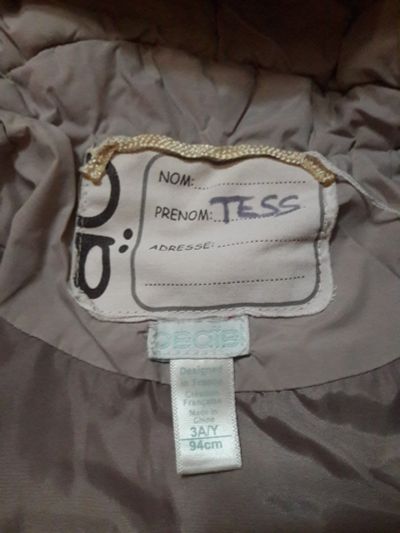 NOM:
PRENOM: TESS
ADRESSE:
Designed
in France
Création
Française
Made in
China
3A/Y
94cm